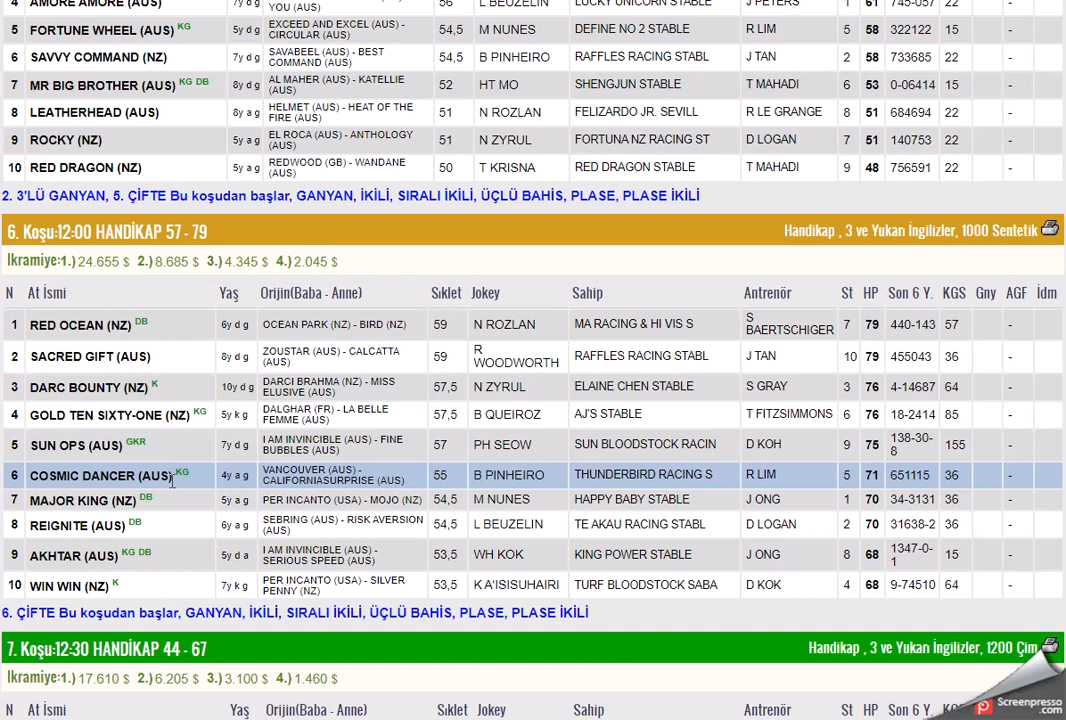 4 AMORE AMORE (AUS) 7y d g YOU (AUS) 56 L BEUZELIN LUCKY UNICORN STABLE J PETERS 1 61 745-057 22 -
5 FORTUNE WHEEL (AUS) KG 5y d g EXCEED AND EXCEL (AUS) - CIRCULAR (AUS) 54,5 M NUNES DEFINE NO 2 STABLE R LIM 5 58 322122 15 -
6 SAVVY COMMAND (NZ) 7y d g SAVABEEL (AUS) - BEST COMMAND (AUS) 54,5 B PINHEIRO RAFFLES RACING STABL J TAN 2 58 733685 22 -
7 MR BIG BROTHER (AUS) KG DB 8y d g AL MAHER (AUS) - KATELLIE (AUS) 52 HT MO SHENGJUN STABLE T MAHADI 6 53 0-06414 15 -
8 LEATHERHEAD (AUS) 8y a g HELMET (AUS) - HEAT OF THE FIRE (AUS) 51 N ROZLAN FELIZARDO JR. SEVILL R LE GRANGE 8 51 684694 22 -
9 ROCKY (NZ) 5y a g EL ROCA (AUS) - ANTHOLOGY (AUS) 51 N ZYRUL FORTUNA NZ RACING ST D LOGAN 7 51 140753 22 -
10 RED DRAGON (NZ) 5y a g REDWOOD (GB) - WANDANE (AUS) 50 T KRISNA RED DRAGON STABLE T MAHADI 9 48 756591 22 -
2. 3'LÜ GANYAN, 5. ÇİFTE Bu koşudan başlar, GANYAN, İKİLİ, SIRALI İKİLİ, ÜÇLÜ BAHİS, PLASE, PLASE İKİLİ
6. Koşu:12:00 HANDİKAP 57 - 79 Handikap , 3 ve Yukarı İngilizler, 1000 Sentetik
İkramiye:1.) 24.655 $ 2.) 8.685 $ 3.) 4.345 $ 4.) 2.045 $
N At İsmi Yaş Orijin(Baba - Anne) Sıklet Jokey Sahip Antrenör St HP Son 6 Y. KGS Gny AGF İdm
1 RED OCEAN (NZ) DB 6y d g OCEAN PARK (NZ) - BIRD (NZ) 59 N ROZLAN MA RACING & HI VIS S S BAERTSCHIGER 7 79 440-143 57 -
2 SACRED GIFT (AUS) 8y d g ZOUSTAR (AUS) - CALCATTA (AUS) 59 R WOODWORTH RAFFLES RACING STABL J TAN 10 79 455043 36 -
3 DARC BOUNTY (NZ) K 10y d g DARCI BRAHMA (NZ) - MISS ELUSIVE (AUS) 57,5 N ZYRUL ELAINE CHEN STABLE S GRAY 3 76 4-14687 64 -
4 GOLD TEN SIXTY-ONE (NZ) KG 5y k g DALGHAR (FR) - LA BELLE FEMME (AUS) 57,5 B QUEIROZ AJ'S STABLE T FITZSIMMONS 6 76 18-2414 85 -
5 SUN OPS (AUS) GKR 7y d g I AM INVINCIBLE (AUS) - FINE BUBBLES (AUS) 57 PH SEOW SUN BLOODSTOCK RACIN D KOH 9 75 138-30-8 155 -
6 COSMIC DANCER (AUS) KG 4y a g VANCOUVER (AUS) - CALIFORNIASURPRISE (AUS) 55 B PINHEIRO THUNDERBIRD RACING S R LIM 5 71 651115 36 -
7 MAJOR KING (NZ) DB 5y a g PER INCANTO (USA) - MOJO (NZ) 54,5 M NUNES HAPPY BABY STABLE J ONG 1 70 34-3131 36 -
8 REIGNITE (AUS) DB 6y a g SEBRING (AUS) - RISK AVERSION (AUS) 54,5 L BEUZELIN TE AKAU RACING STABL D LOGAN 2 70 31638-2 36 -
9 AKHTAR (AUS) KG DB 5y d a I AM INVINCIBLE (AUS) - SERIOUS SPEED (AUS) 53,5 WH KOK KING POWER STABLE J ONG 8 68 1347-0-1 15 -
10 WIN WIN (NZ) K 7y k g PER INCANTO (USA) - SILVER PENNY (NZ) 53,5 K A'ISISUHAIRI TURF BLOODSTOCK SABA D KOK 4 68 9-74510 64 -
6. ÇİFTE Bu koşudan başlar, GANYAN, İKİLİ, SIRALI İKİLİ, ÜÇLÜ BAHİS, PLASE, PLASE İKİLİ
7. Koşu:12:30 HANDİKAP 44 - 67 Handikap , 3 ve Yukarı İngilizler, 1200 Çim
İkramiye:1.) 17.610 $ 2.) 6.205 $ 3.) 3.100 $ 4.) 1.460 $
N At İsmi Yaş Orijin(Baba - Anne) Sıklet Jokey Sahip Antrenör St HP Son 6 Y.
Screenpresso.com